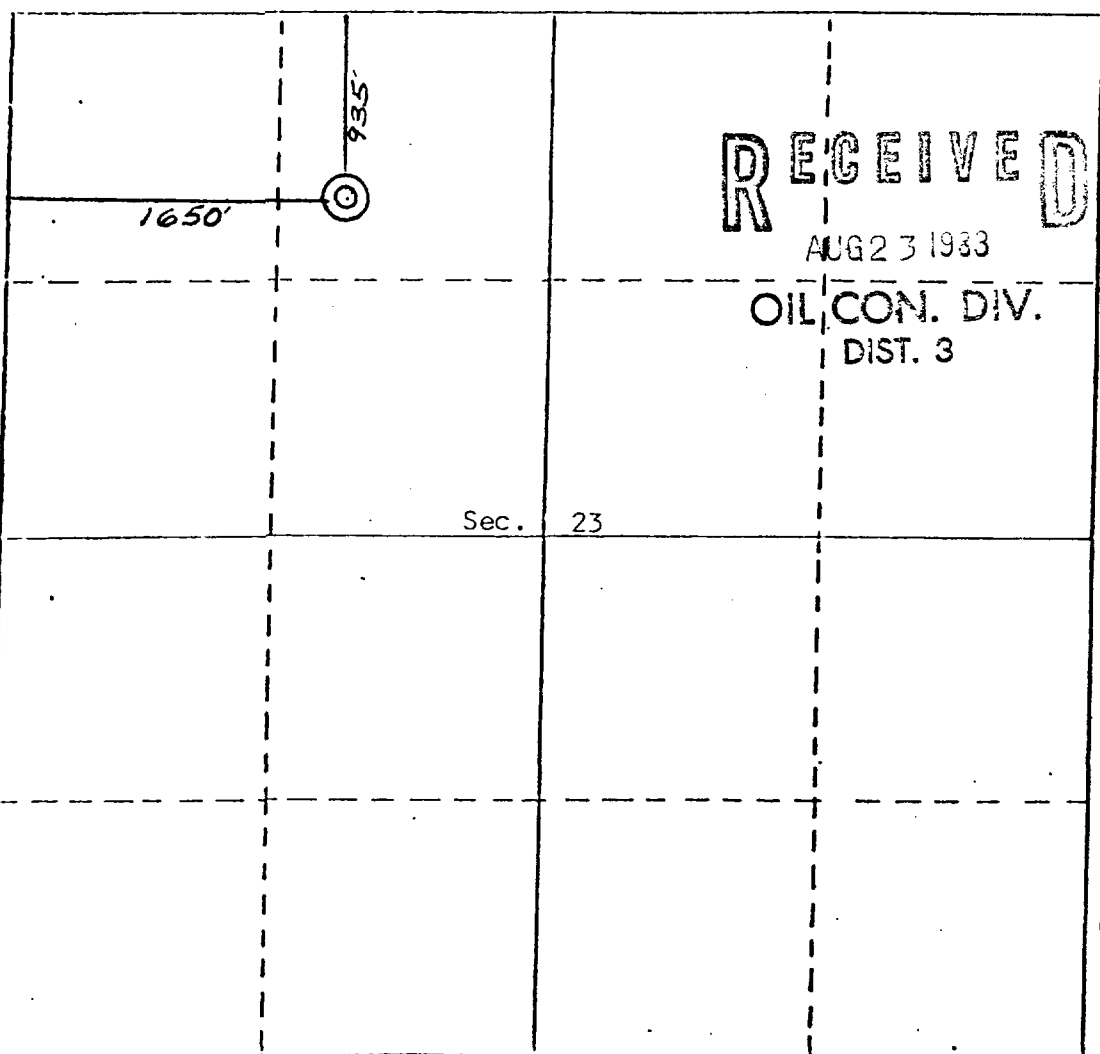 935'
1650'
RECEIVED
AUG 23 1983
OIL CON. DIV.
DIST. 3
Sec. 23